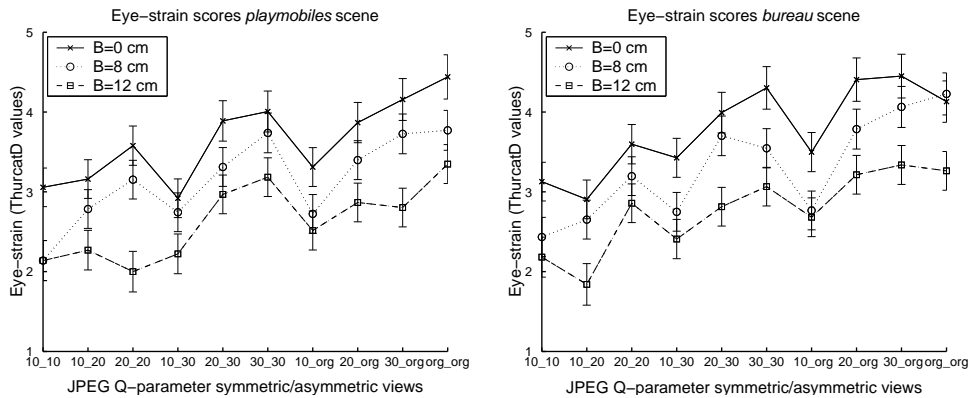 Eye−strain scores playmobiles scene
B=0 cm
B=8 cm
B=12 cm
Eye−strain (ThurcatD values)
5
4
3
2
1
10_10 10_20 20_20 10_30 20_30 30_30 10_org 20_org 30_org org_org
JPEG Q−parameter symmetric/asymmetric views
Eye−strain scores bureau scene
B=0 cm
B=8 cm
B=12 cm
Eye−strain (ThurcatD values)
5
4
3
2
1
10_10 10_20 20_20 10_30 20_30 30_30 10_org 20_org 30_org org_org
JPEG Q−parameter symmetric/asymmetric views